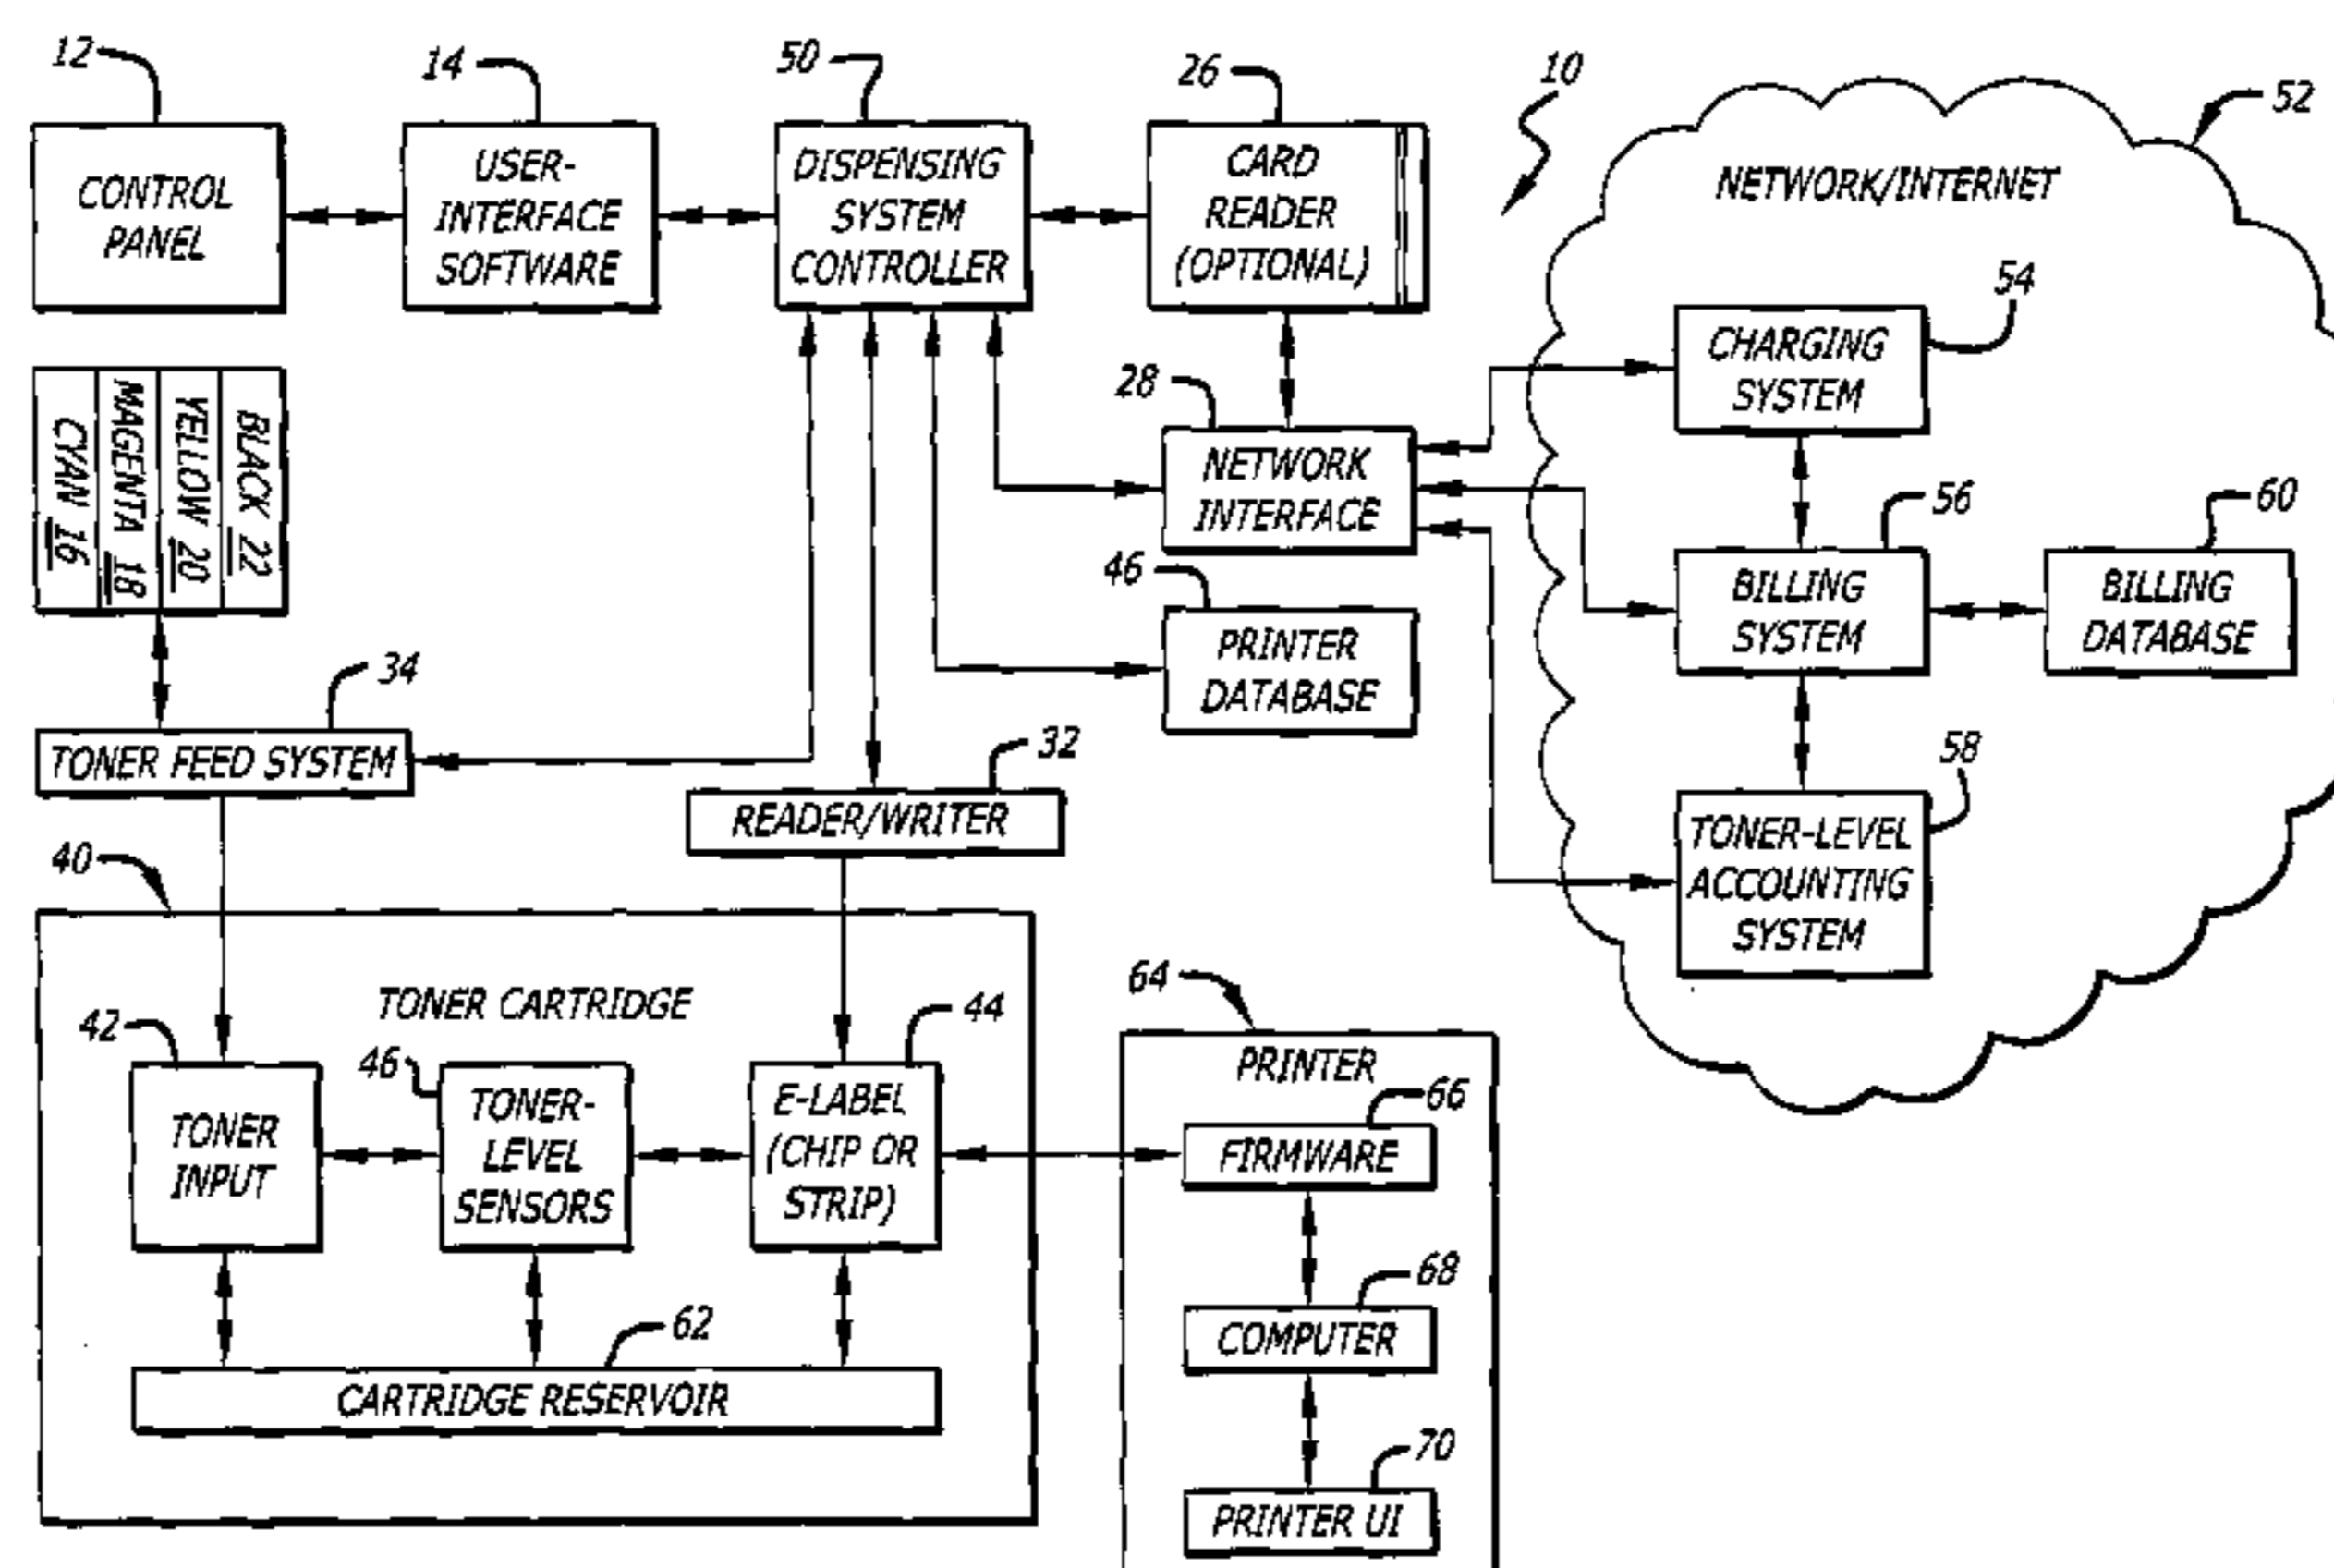 12
14
50
26
10
52
CONTROL
PANEL
USER-
INTERFACE
SOFTWARE
DISPENSING
SYSTEM
CONTROLLER
CARD
READER
(OPTIONAL)
NETWORK/INTERNET
54
CHARGING
SYSTEM
BLACK 22
YELLOW 20
MAGENTA 18
CYAN 16
28
NETWORK
INTERFACE
56
60
BILLING
SYSTEM
BILLING
DATABASE
46
PRINTER
DATABASE
34
TONER FEED SYSTEM
32
READER/WRITER
58
TONER-LEVEL
ACCOUNTING
SYSTEM
40
TONER CARTRIDGE
42
TONER
INPUT
46
TONER-
LEVEL
SENSORS
44
E-LABEL
(CHIP OR
STRIP)
62
CARTRIDGE RESERVOIR
64
PRINTER
66
FIRMWARE
68
COMPUTER
70
PRINTER UI